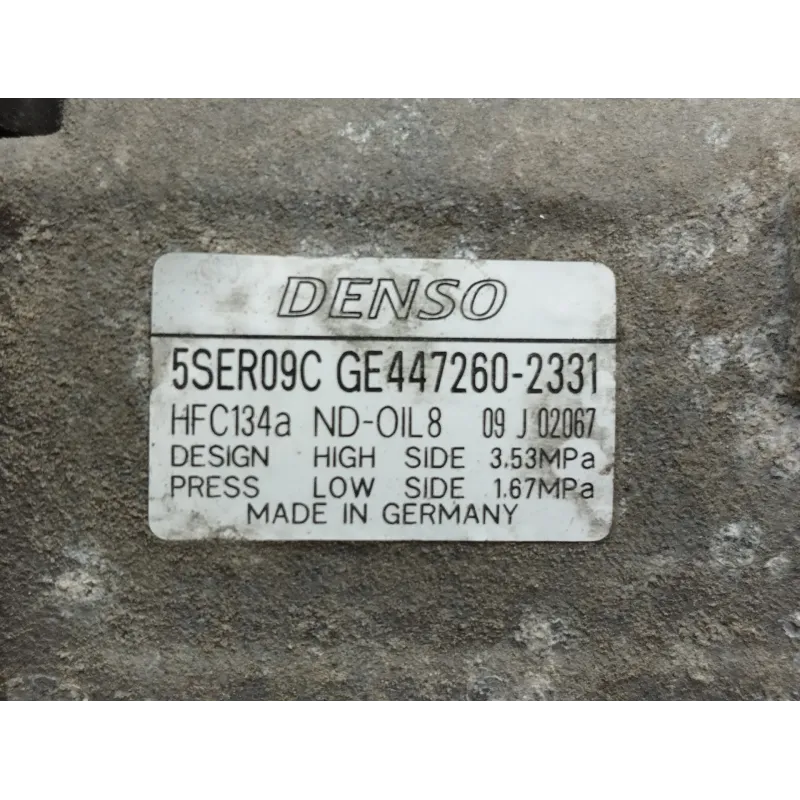 DENSO
5SER09C GE447260-2331
HFC134a ND-OIL8 09 J 02067
DESIGN HIGH SIDE 3.53MPa
PRESS LOW SIDE 1.67MPa
MADE IN GERMANY